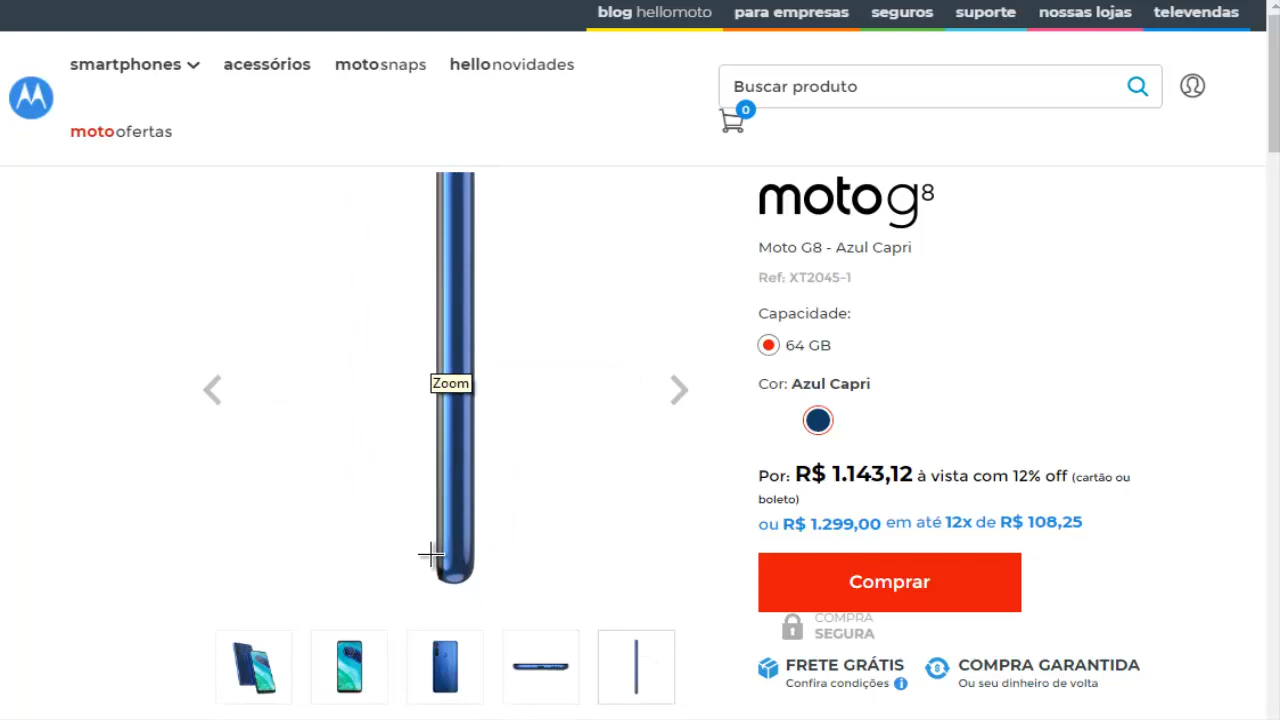 blog hellomoto para empresas seguros suporte nossas lojas televendas
smartphones acessórios motosnaps hellonovidades
Buscar produto
0
motoofertas
motog8
Moto G8 - Azul Capri
Ref: XT2045-1
Capacidade:
64 GB
Cor: Azul Capri
Zoom
Por: R$ 1.143,12 à vista com 12% off (cartão ou
boleto)
ou R$ 1.299,00 em até 12x de R$ 108,25
Comprar
COMPRA
SEGURA
FRETE GRÁTIS
Confira condições i
COMPRA GARANTIDA
Ou seu dinheiro de volta